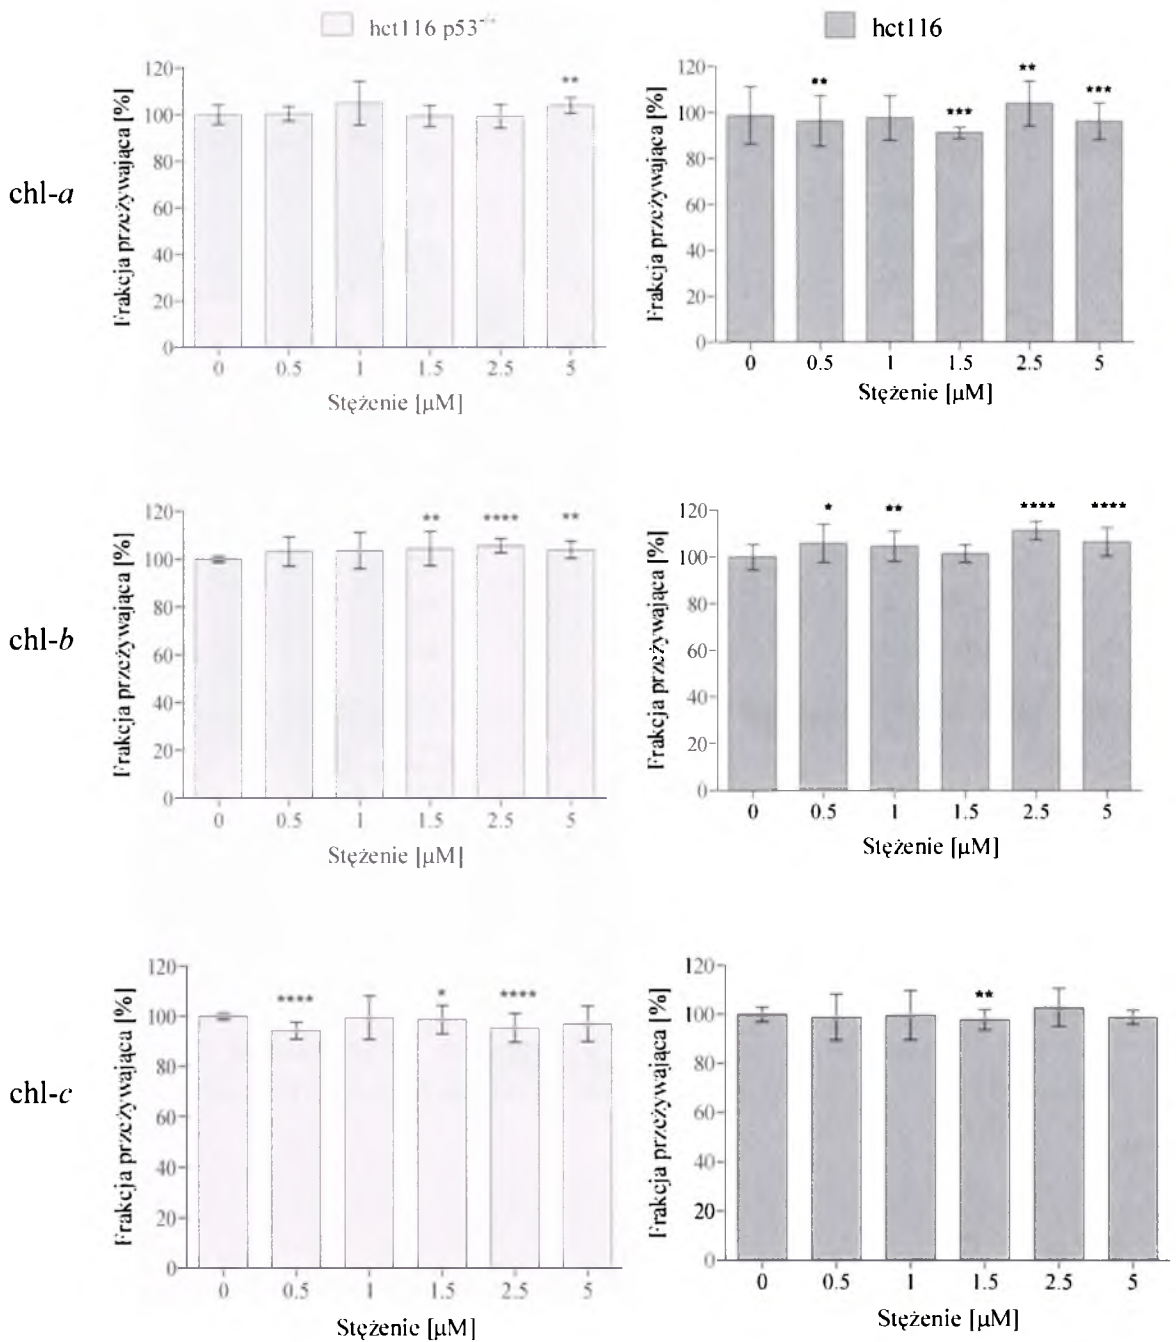 hct116 p53⁻/⁻ hct116
chl-a
Frakcja przeżywająca [%]
120
100
80
60
40
20
0
**
0 0.5 1 1.5 2.5 5
Stężenie [µM]
Frakcja przeżywająca [%]
120
100
80
60
40
20
0
** *** ** ***
0 0.5 1 1.5 2.5 5
Stężenie [µM]
chl-b
Frakcja przeżywająca [%]
120
100
80
60
40
20
0
** **** **
0 0.5 1 1.5 2.5 5
Stężenie [µM]
Frakcja przeżywająca [%]
120
100
80
60
40
20
0
* ** **** ****
0 0.5 1 1.5 2.5 5
Stężenie [µM]
chl-c
Frakcja przeżywająca [%]
120
100
80
60
40
20
0
**** * ****
0 0.5 1 1.5 2.5 5
Stężenie [µM]
Frakcja przeżywająca [%]
120
100
80
60
40
20
0
**
0 0.5 1 1.5 2.5 5
Stężenie [µM]